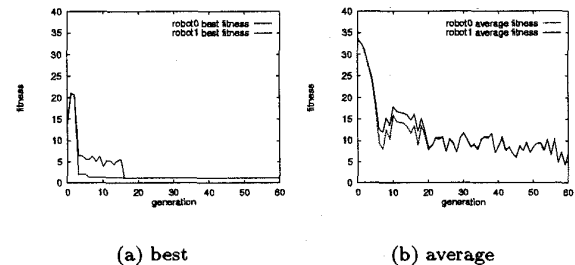 robot0 best fitness
robot1 best fitness
40
35
30
25
20
15
10
5
0
fitness
0 10 20 30 40 50 60
generation
(a) best
robot0 average fitness
robot1 average fitness
40
35
30
25
20
15
10
5
0
fitness
0 10 20 30 40 50 60
generation
(b) average